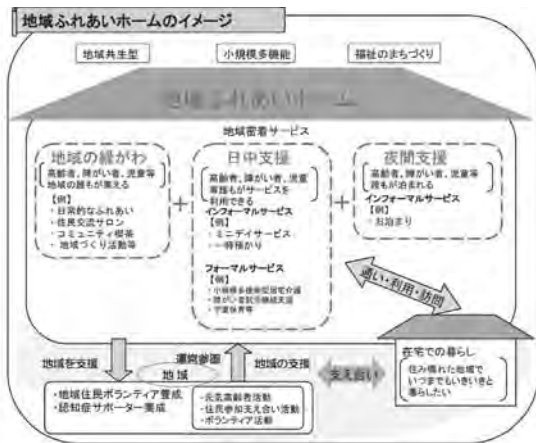 地域ふれあいホームのイメージ
地域共生型
小規模多機能
福祉のまちづくり
地域ふれあいホーム
地域密着サービス
地域の縁がわ
高齢者、障がい者、児童等
地域の誰もが集える
【例】
・日常的なふれあい
・住民交流サロン
・コミュニティ喫茶
・地域づくり活動等
+
日中支援
高齢者、障がい者、児童
等誰もがサービスを
利用できる
インフォーマルサービス
【例】
・ミニデイサービス
・一時預かり
フォーマルサービス
【例】
・小規模多機能型居宅介護
・障がい者就労継続支援
・児童保育等
+
夜間支援
高齢者、障がい者、児童等
誰もが泊まれる
インフォーマルサービス
【例】
・お泊まり
通い・利用・訪問
在宅での暮らし
住み慣れた地域で
いつまでもいきいきと
暮らしたい
地域を支援
運営参画
地域
地域の支援
支え合い
・地域住民ボランティア養成
・認知症サポーター養成
・元気高齢者活動
・住民参加支え合い活動
・ボランティア活動